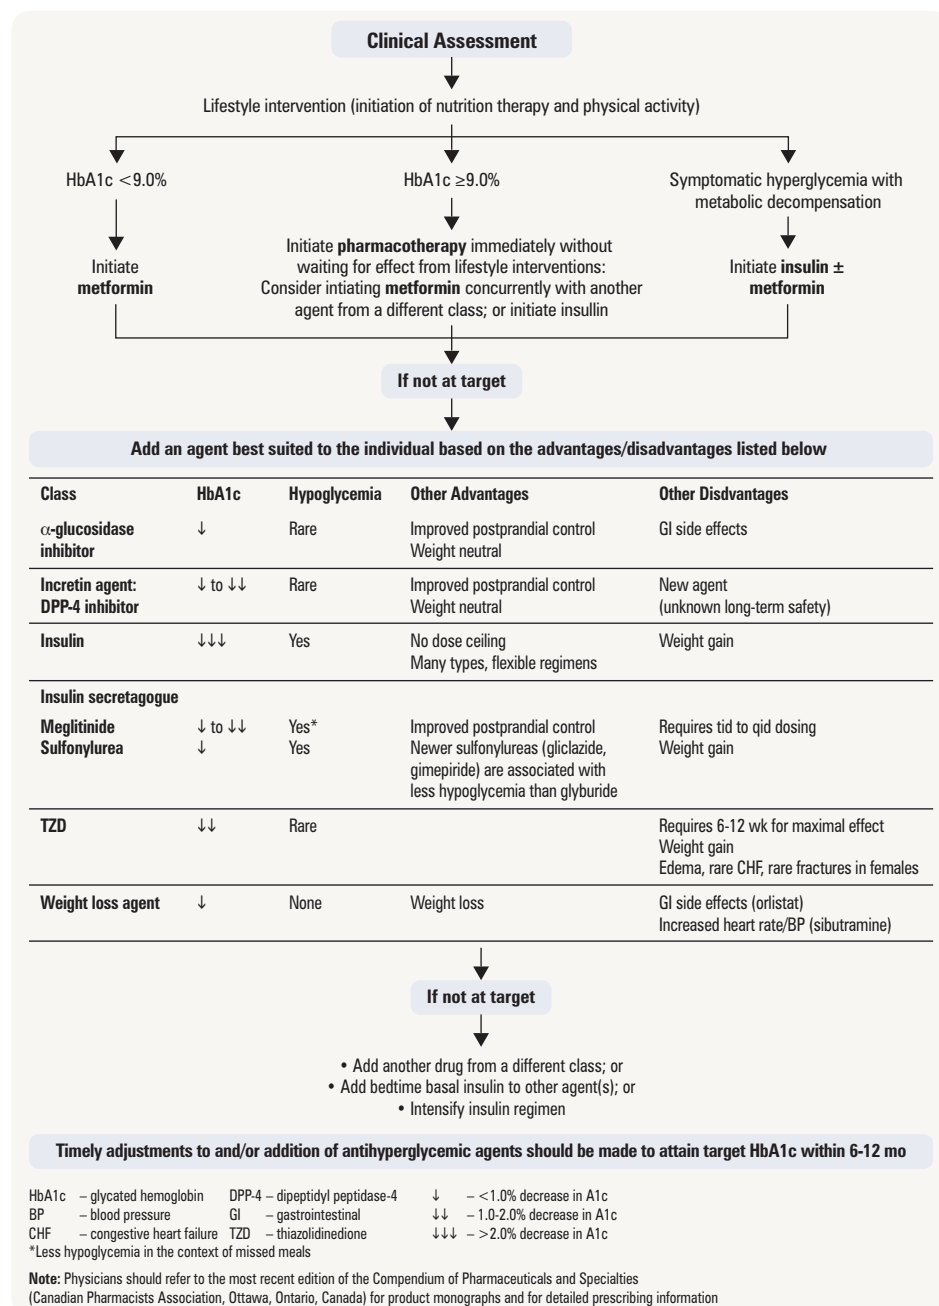 Clinical Assessment
Lifestyle intervention (initiation of nutrition therapy and physical activity)
HbA1c <9.0%
Initiate
metformin
HbA1c ≥9.0%
Initiate pharmacotherapy immediately without
waiting for effect from lifestyle interventions:
Consider intiating metformin concurrently with another
agent from a different class; or initiate insullin
Symptomatic hyperglycemia with
metabolic decompensation
Initiate insulin ±
metformin
If not at target
Add an agent best suited to the individual based on the advantages/disadvantages listed below
Class HbA1c Hypoglycemia Other Advantages Other Disdvantages
α-glucosidase ↓ Rare Improved postprandial control GI side effects
inhibitor Weight neutral
Incretin agent: ↓ to ↓↓ Rare Improved postprandial control New agent
DPP-4 inhibitor Weight neutral (unknown long-term safety)
Insulin ↓↓↓ Yes No dose ceiling Weight gain
Many types, flexible regimens
Insulin secretagogue
Meglitinide ↓ to ↓↓ Yes* Improved postprandial control Requires tid to qid dosing
Sulfonylurea ↓ Yes Newer sulfonylureas (gliclazide, Weight gain
gimepiride) are associated with
less hypoglycemia than glyburide
TZD ↓↓ Rare Requires 6-12 wk for maximal effect
Weight gain
Edema, rare CHF, rare fractures in females
Weight loss agent ↓ None Weight loss GI side effects (orlistat)
Increased heart rate/BP (sibutramine)
If not at target
• Add another drug from a different class; or
• Add bedtime basal insulin to other agent(s); or
• Intensify insulin regimen
Timely adjustments to and/or addition of antihyperglycemic agents should be made to attain target HbA1c within 6-12 mo
HbA1c – glycated hemoglobin DPP-4 – dipeptidyl peptidase-4 ↓ – <1.0% decrease in A1c
BP – blood pressure GI – gastrointestinal ↓↓ – 1.0-2.0% decrease in A1c
CHF – congestive heart failure TZD – thiazolidinedione ↓↓↓ – >2.0% decrease in A1c
*Less hypoglycemia in the context of missed meals
Note: Physicians should refer to the most recent edition of the Compendium of Pharmaceuticals and Specialties
(Canadian Pharmacists Association, Ottawa, Ontario, Canada) for product monographs and for detailed prescribing information